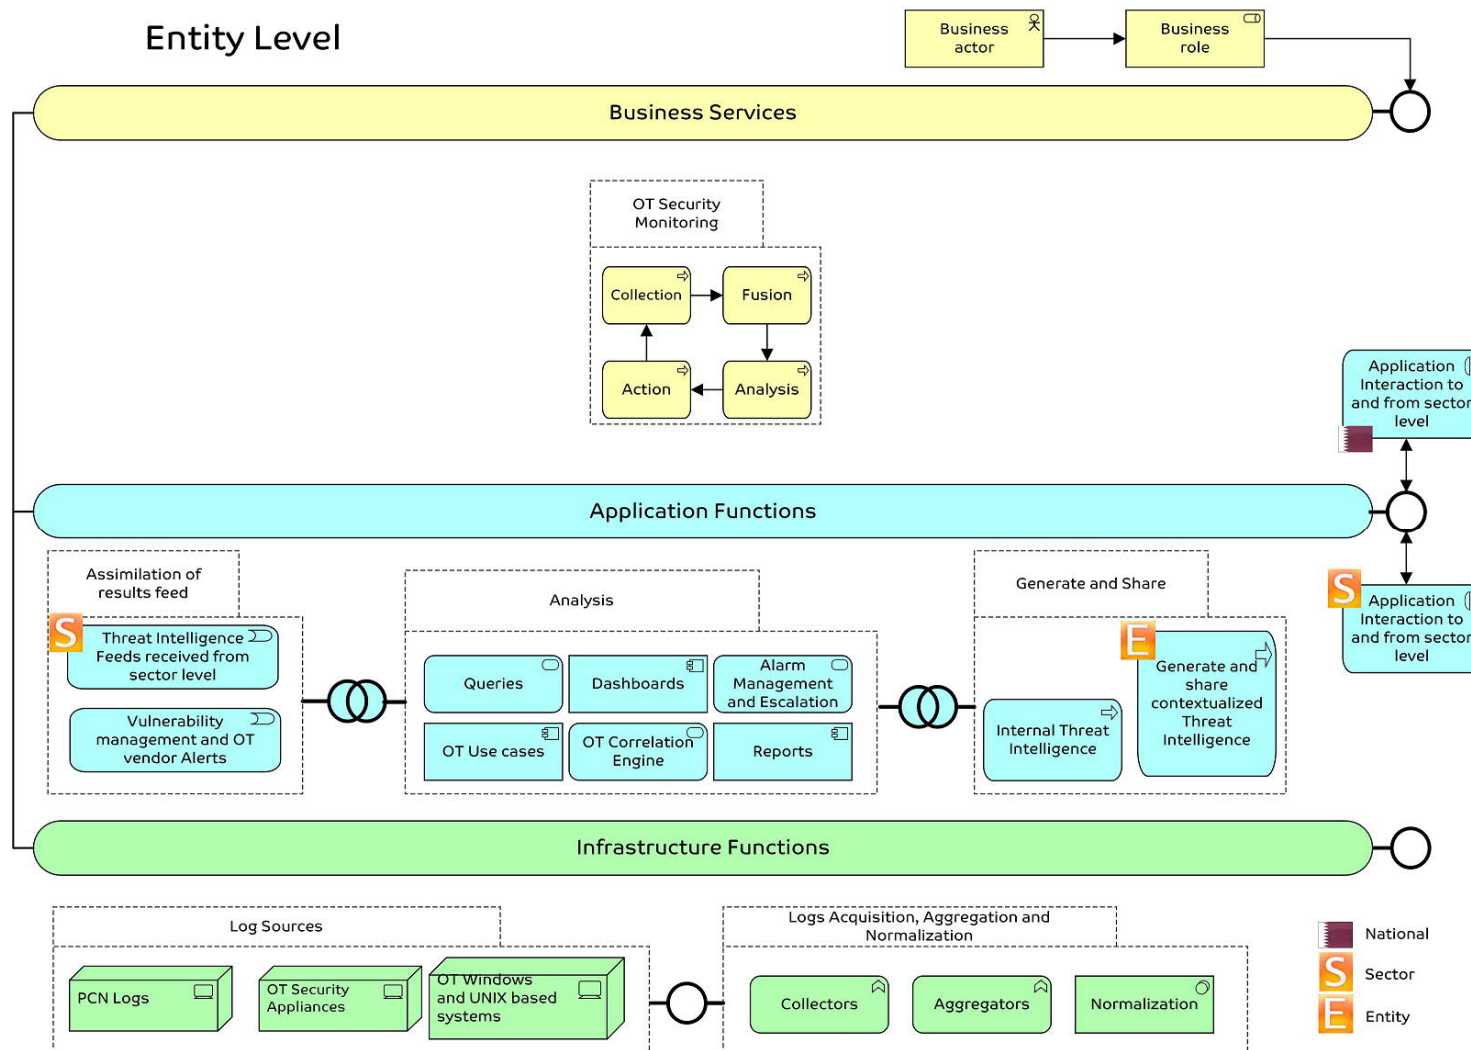 Entity Level
Business
actor
Business
role
Business Services
OT Security
Monitoring
Collection
Fusion
Action
Analysis
Application
Interaction to
and from sector
level
Application Functions
Assimilation of
results feed
S
Threat Intelligence
Feeds received from
sector level
Vulnerability
management and OT
vendor Alerts
Analysis
Queries
Dashboards
Alarm
Management
and Escalation
OT Use cases
OT Correlation
Engine
Reports
Generate and Share
Internal Threat
Intelligence
E
Generate and
share
contextualized
Threat
Intelligence
S
Application
Interaction to
and from sector
level
Infrastructure Functions
Log Sources
PCN Logs
OT Security
Appliances
OT Windows
and UNIX based
systems
Logs Acquisition, Aggregation and
Normalization
Collectors
Aggregators
Normalization
National
S Sector
E Entity